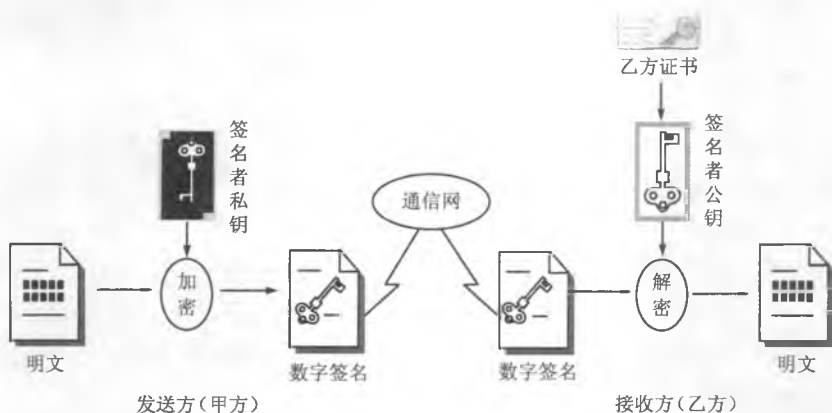 乙方证书
签名者私钥
签名者公钥
通信网
加密
解密
明文
数字签名
数字签名
明文
发送方(甲方)
接收方(乙方)